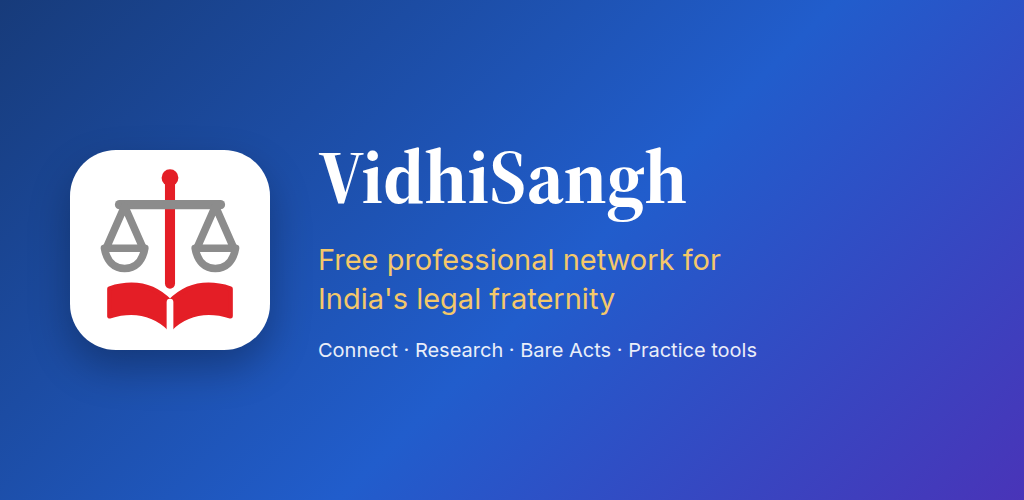 VidhiSangh
Free professional network for
India's legal fraternity
Connect · Research · Bare Acts · Practice tools